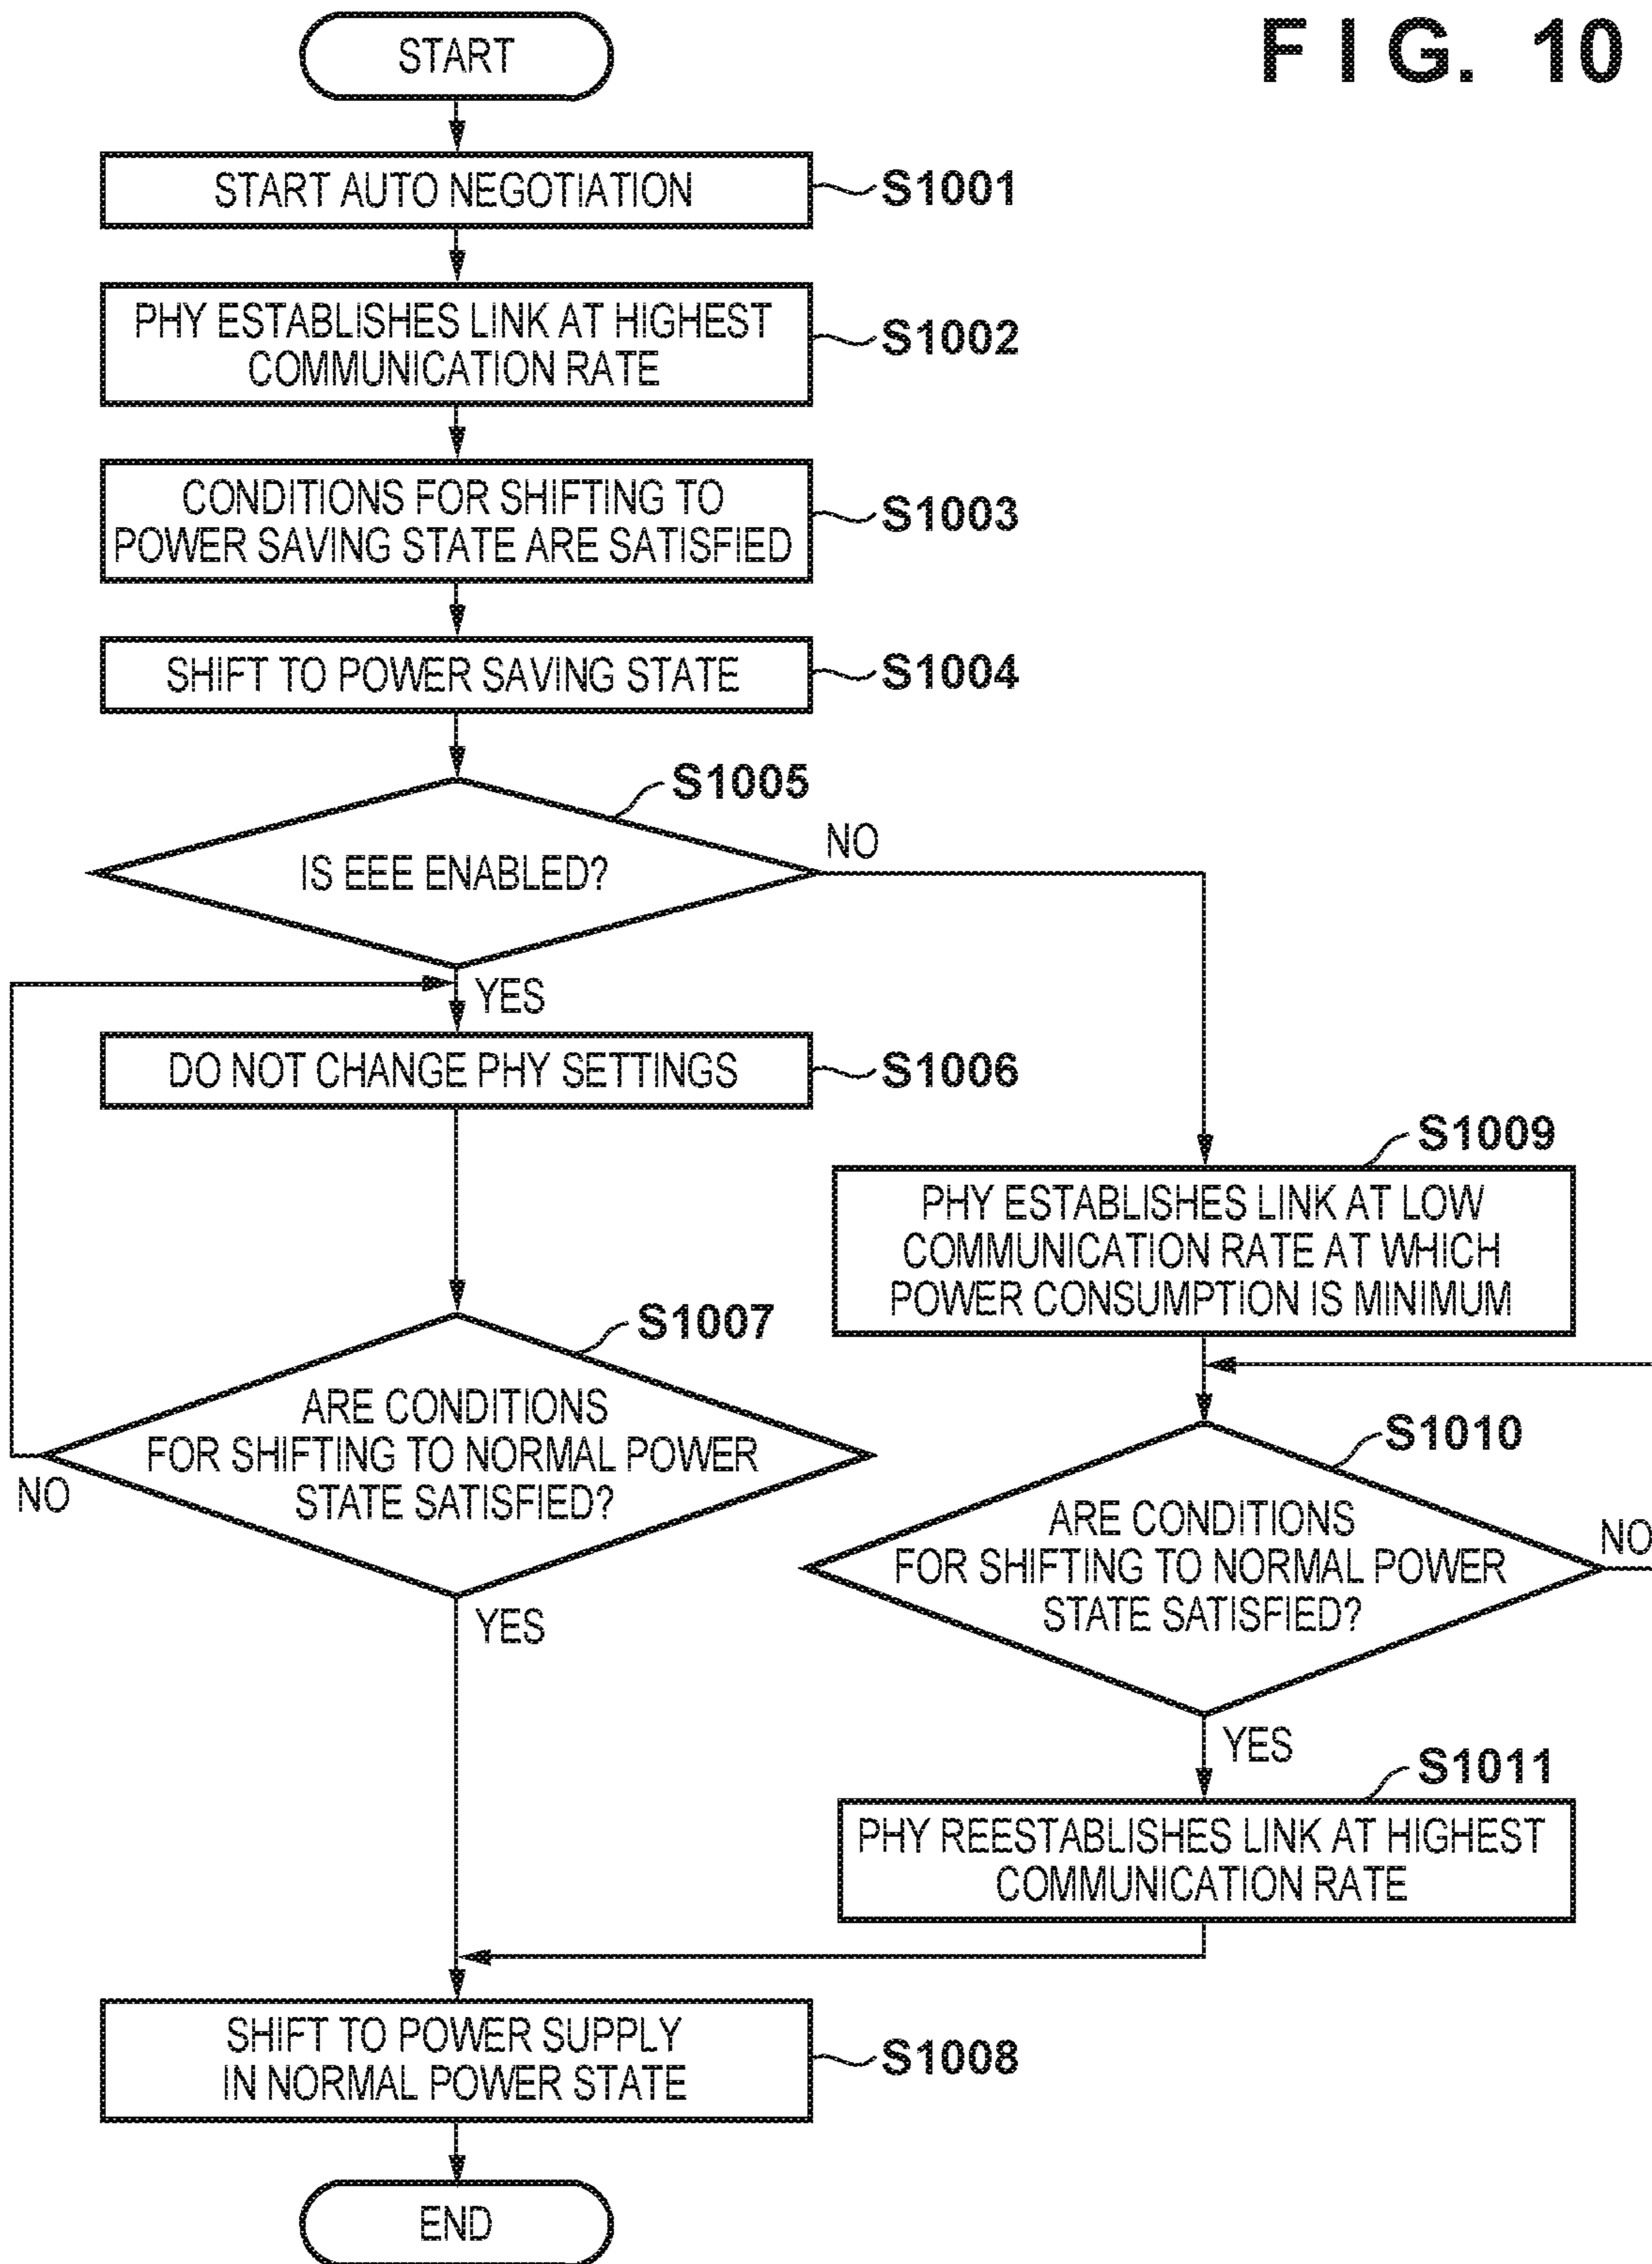 FIG. 10
START
START AUTO NEGOTIATION
S1001
PHY ESTABLISHES LINK AT HIGHEST
COMMUNICATION RATE
S1002
CONDITIONS FOR SHIFTING TO
POWER SAVING STATE ARE SATISFIED
S1003
SHIFT TO POWER SAVING STATE
S1004
S1005
IS EEE ENABLED?
NO
YES
DO NOT CHANGE PHY SETTINGS
S1006
S1007
ARE CONDITIONS
FOR SHIFTING TO NORMAL POWER
STATE SATISFIED?
NO
YES
S1009
PHY ESTABLISHES LINK AT LOW
COMMUNICATION RATE AT WHICH
POWER CONSUMPTION IS MINIMUM
S1010
ARE CONDITIONS
FOR SHIFTING TO NORMAL POWER
STATE SATISFIED?
NO
YES
S1011
PHY REESTABLISHES LINK AT HIGHEST
COMMUNICATION RATE
SHIFT TO POWER SUPPLY
IN NORMAL POWER STATE
S1008
END